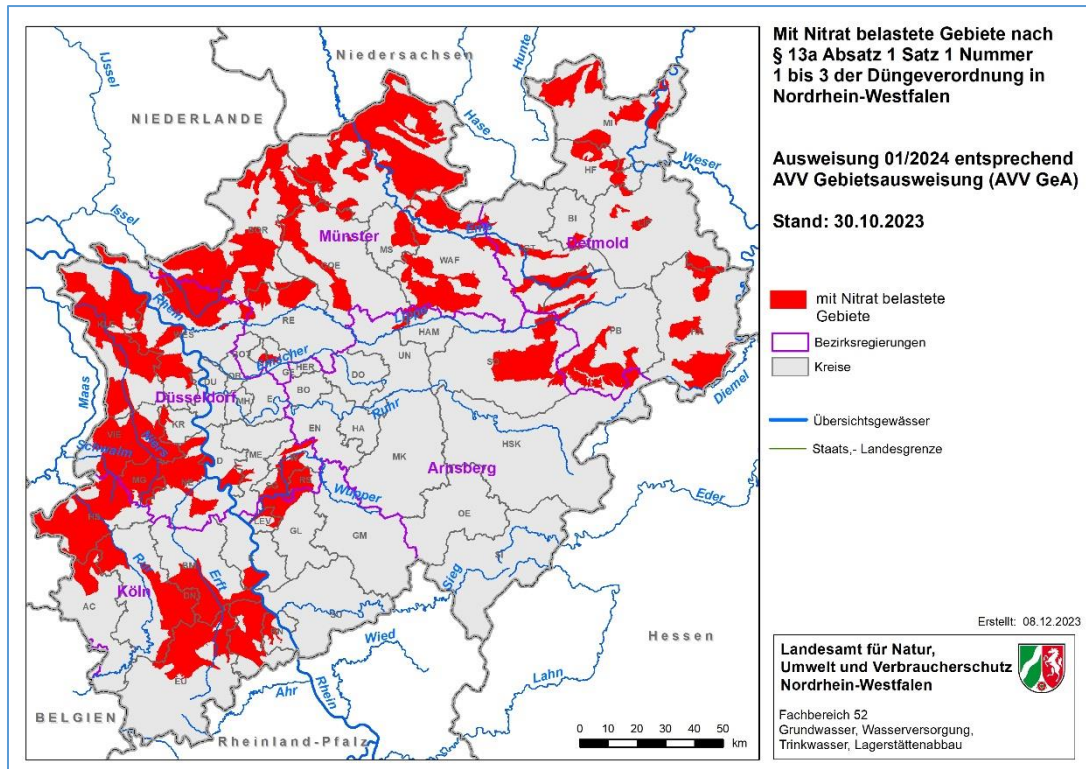 Mit Nitrat belastete Gebiete nach
§ 13a Absatz 1 Satz 1 Nummer
1 bis 3 der Düngeverordnung in
Nordrhein-Westfalen
Ausweisung 01/2024 entsprechend
AVV Gebietsausweisung (AVV GeA)
Stand: 30.10.2023
mit Nitrat belastete
Gebiete
Bezirksregierungen
Kreise
Übersichtsgewässer
Staats,- Landesgrenze
Erstellt: 08.12.2023
Landesamt für Natur,
Umwelt und Verbraucherschutz
Nordrhein-Westfalen
Fachbereich 52
Grundwasser, Wasserversorgung,
Trinkwasser, Lagerstättenabbau
Niedersachsen
NIEDERLANDE
IJssel
Hunte
Hase
Weser
Issel
MI
HF
BI
Münster
MS
WAF
Ems
Detmold
Rhein
RE
Lippe
HAM
PB
UN
SO
Emscher
HER
BO
DO
DU
MH
E
Düsseldorf
Maas
Diemel
Ruhr
KR
EN
HA
MK
HSK
Arnsberg
VIE
Niers
Schwalm
MG
D
ME
Wupper
Eder
HS
LEV
GL
GM
OE
SI
Köln
AC
Erft
DN
Sieg
Wied
Hessen
Lahn
EU
Ahr
Rhein
BELGIEN
Rheinland-Pfalz
0 10 20 30 40 50
km